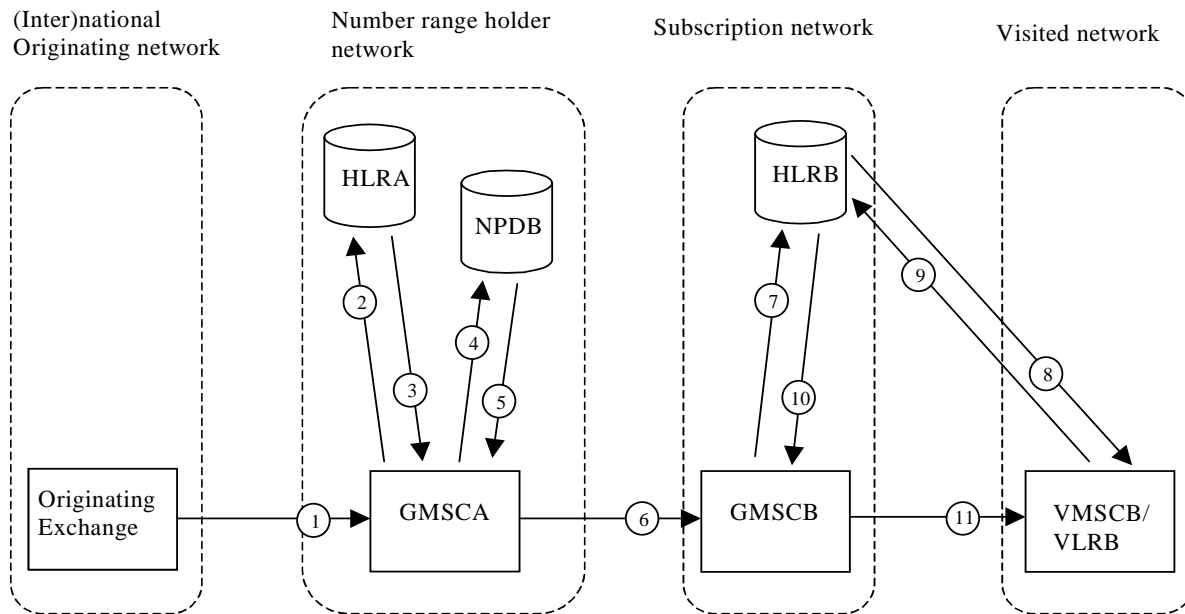 (Inter)national
Originating network
Number range holder
network
Subscription network
Visited network
HLRA
NPDB
HLRB
2
4
3
5
7
10
9
8
Originating
Exchange
1
GMSCA
6
GMSCB
11
VMSCB/
VLRB